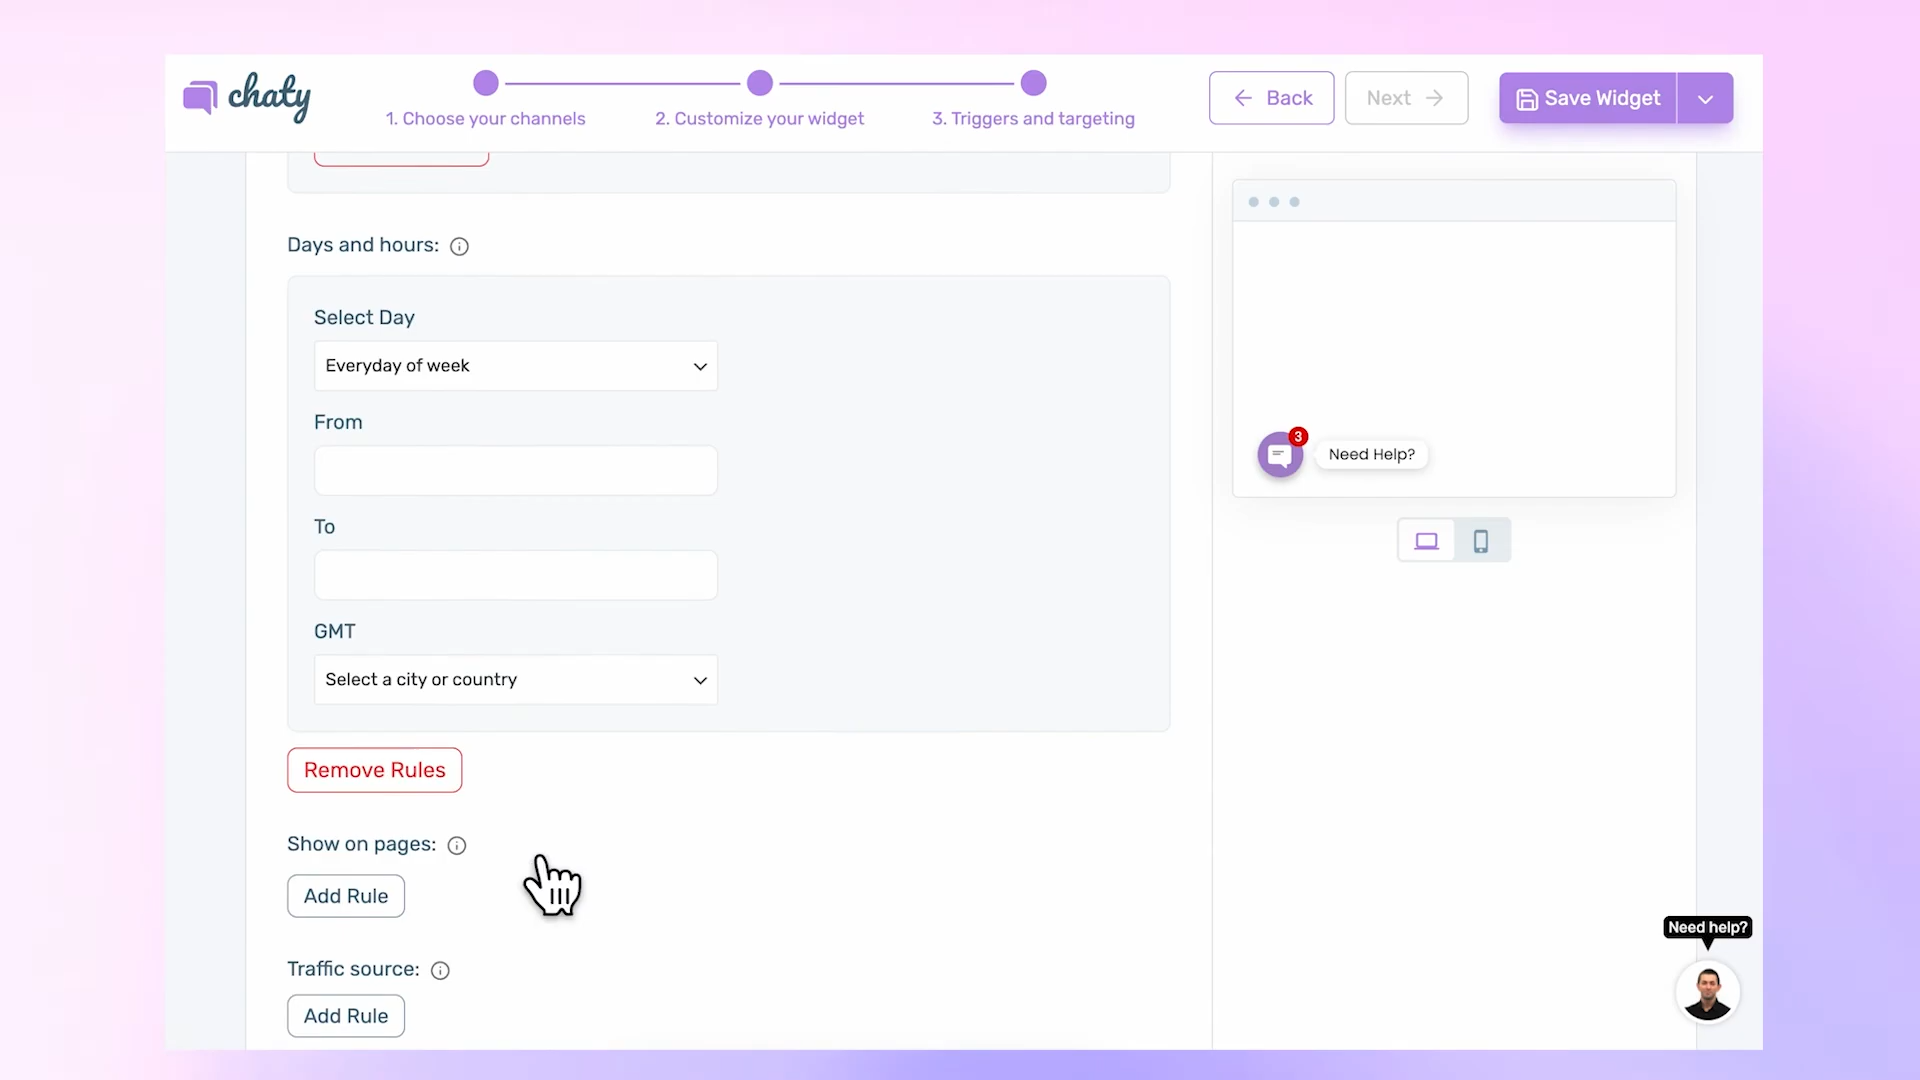 chaty
1. Choose your channels
2. Customize your widget
3. Triggers and targeting
Back
Next
Save Widget
Days and hours:
Select Day
Everyday of week
From
To
GMT
Select a city or country
Remove Rules
Show on pages:
Add Rule
Traffic source:
Add Rule
3
Need Help?
Need help?